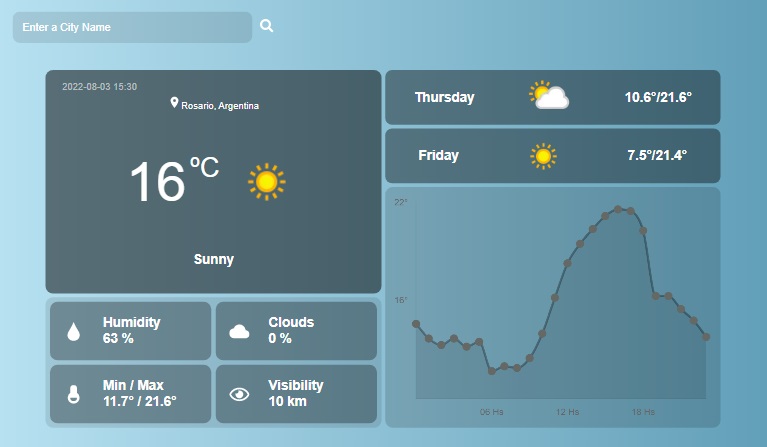 Enter a City Name
2022-08-03 15:30
Rosario, Argentina
16 °C
Sunny
Humidity
63 %
Clouds
0 %
Min / Max
11.7° / 21.6°
Visibility
10 km
Thursday 10.6°/21.6°
Friday 7.5°/21.4°
22°
16°
06 Hs 12 Hs 18 Hs